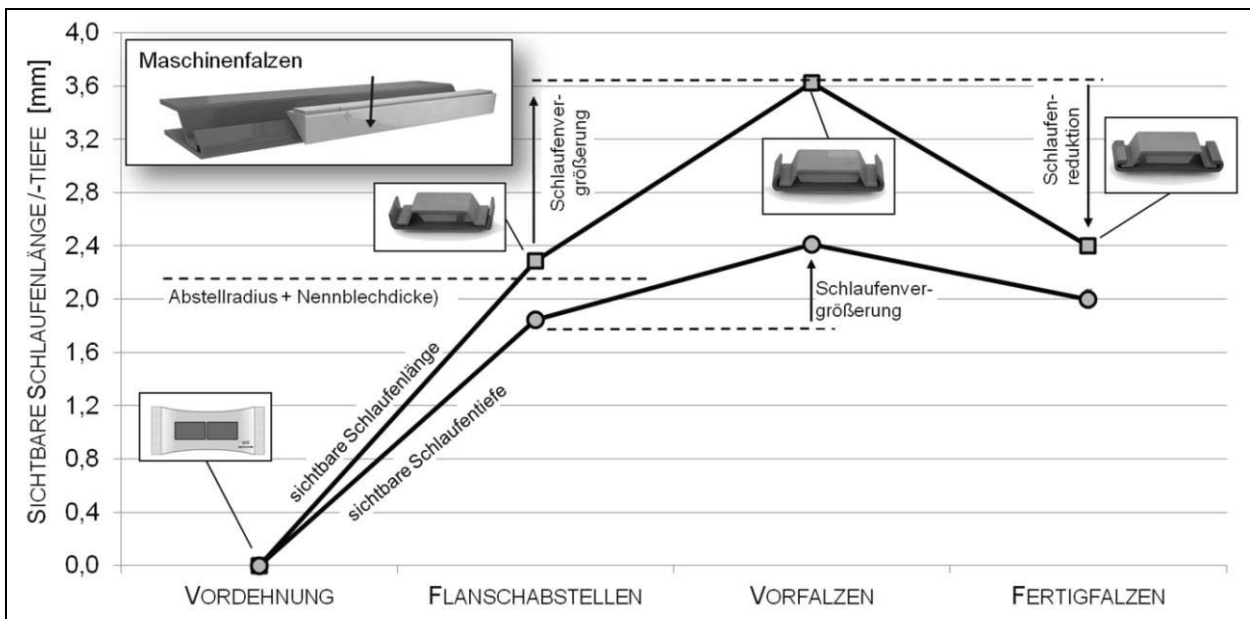 SICHTBARE SCHLAUFENLÄNGE/-TIEFE [mm]
4,0
3,6
3,2
2,8
2,4
2,0
1,6
1,2
0,8
0,4
0,0
Maschinenfalzen
Schlaufenver-
größerung
Schlaufen-
reduktion
Abstellradius + Nennblechdicke)
Schlaufenver-
größerung
sichtbare Schlaufenlänge
sichtbare Schlaufentiefe
VORDEHNUNG
FLANSCHABSTELLEN
VORFALZEN
FERTIGFALZEN